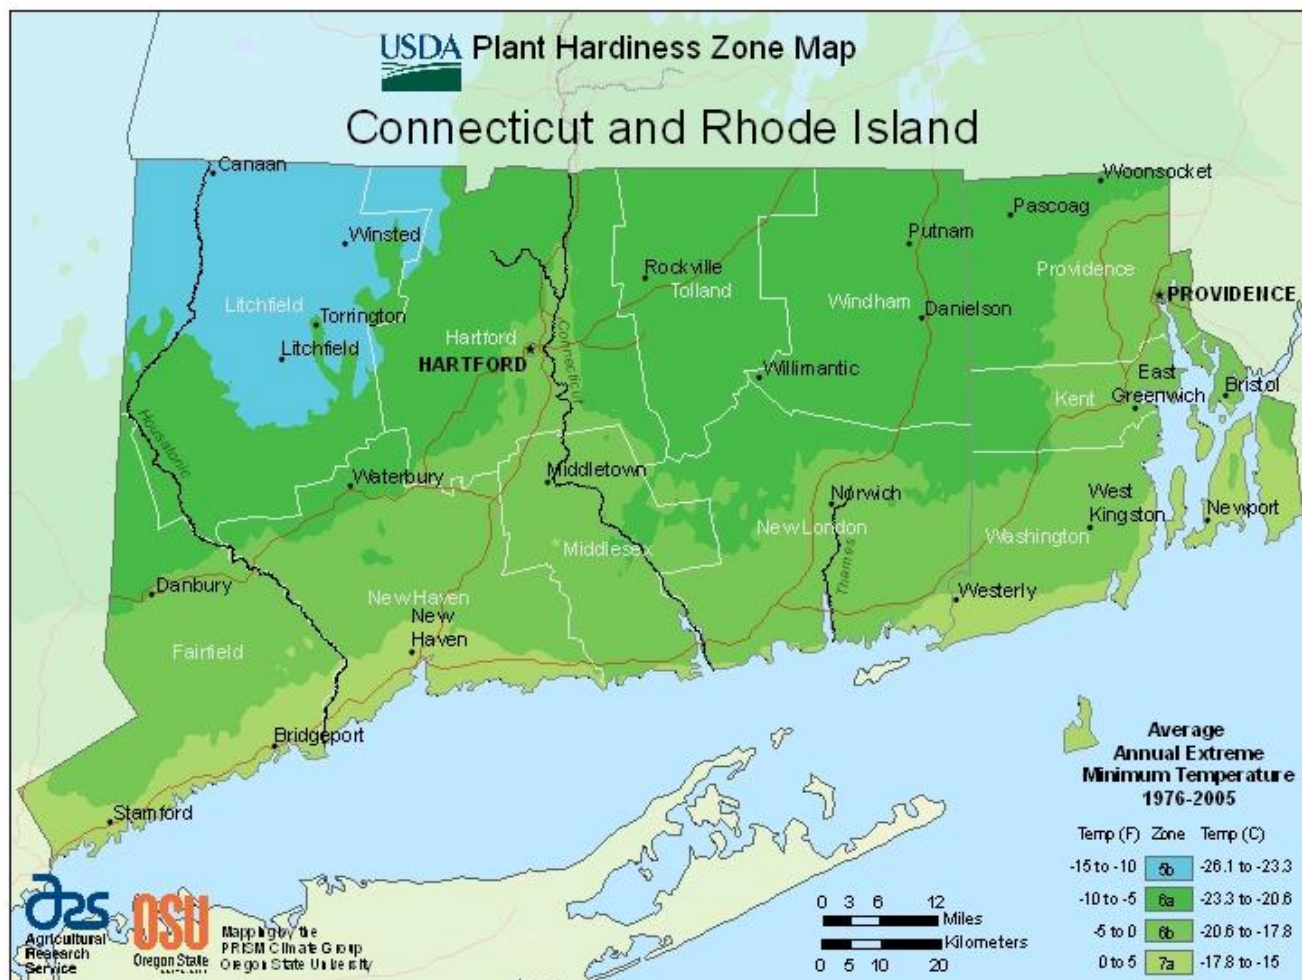 USDA Plant Hardiness Zone Map
Connecticut and Rhode Island
Canaan
Woonsocket
Pascoag
Winsted
Putnam
Rockville
Tolland
Providence
PROVIDENCE
Litchfield
Torrington
Windham
Danielson
Hartford
Connecticut
Litchfield
HARTFORD
Willimantic
East
Greenwich
Kent
Bristol
Housatonic
Waterbury
Middletown
Norwich
West
Kingston
Newport
New London
Washington
Middlesex
Thames
Danbury
New Haven
New
Haven
Westerly
Fairfield
Bridgeport
Stamford
Average
Annual Extreme
Minimum Temperature
1976-2005
Temp (F) Zone Temp (C)
-15 to -10 5b -26.1 to -23.3
-10 to -5 6a -23.3 to -20.6
-5 to 0 6b -20.6 to -17.8
0 to 5 7a -17.8 to -15
0 3 6 12
Miles
Kilometers
0 5 10 20
ars
Agricultural
Research
Service
OSU
Oregon State
Mapping by the
PRISM Climate Group
Oregon State University